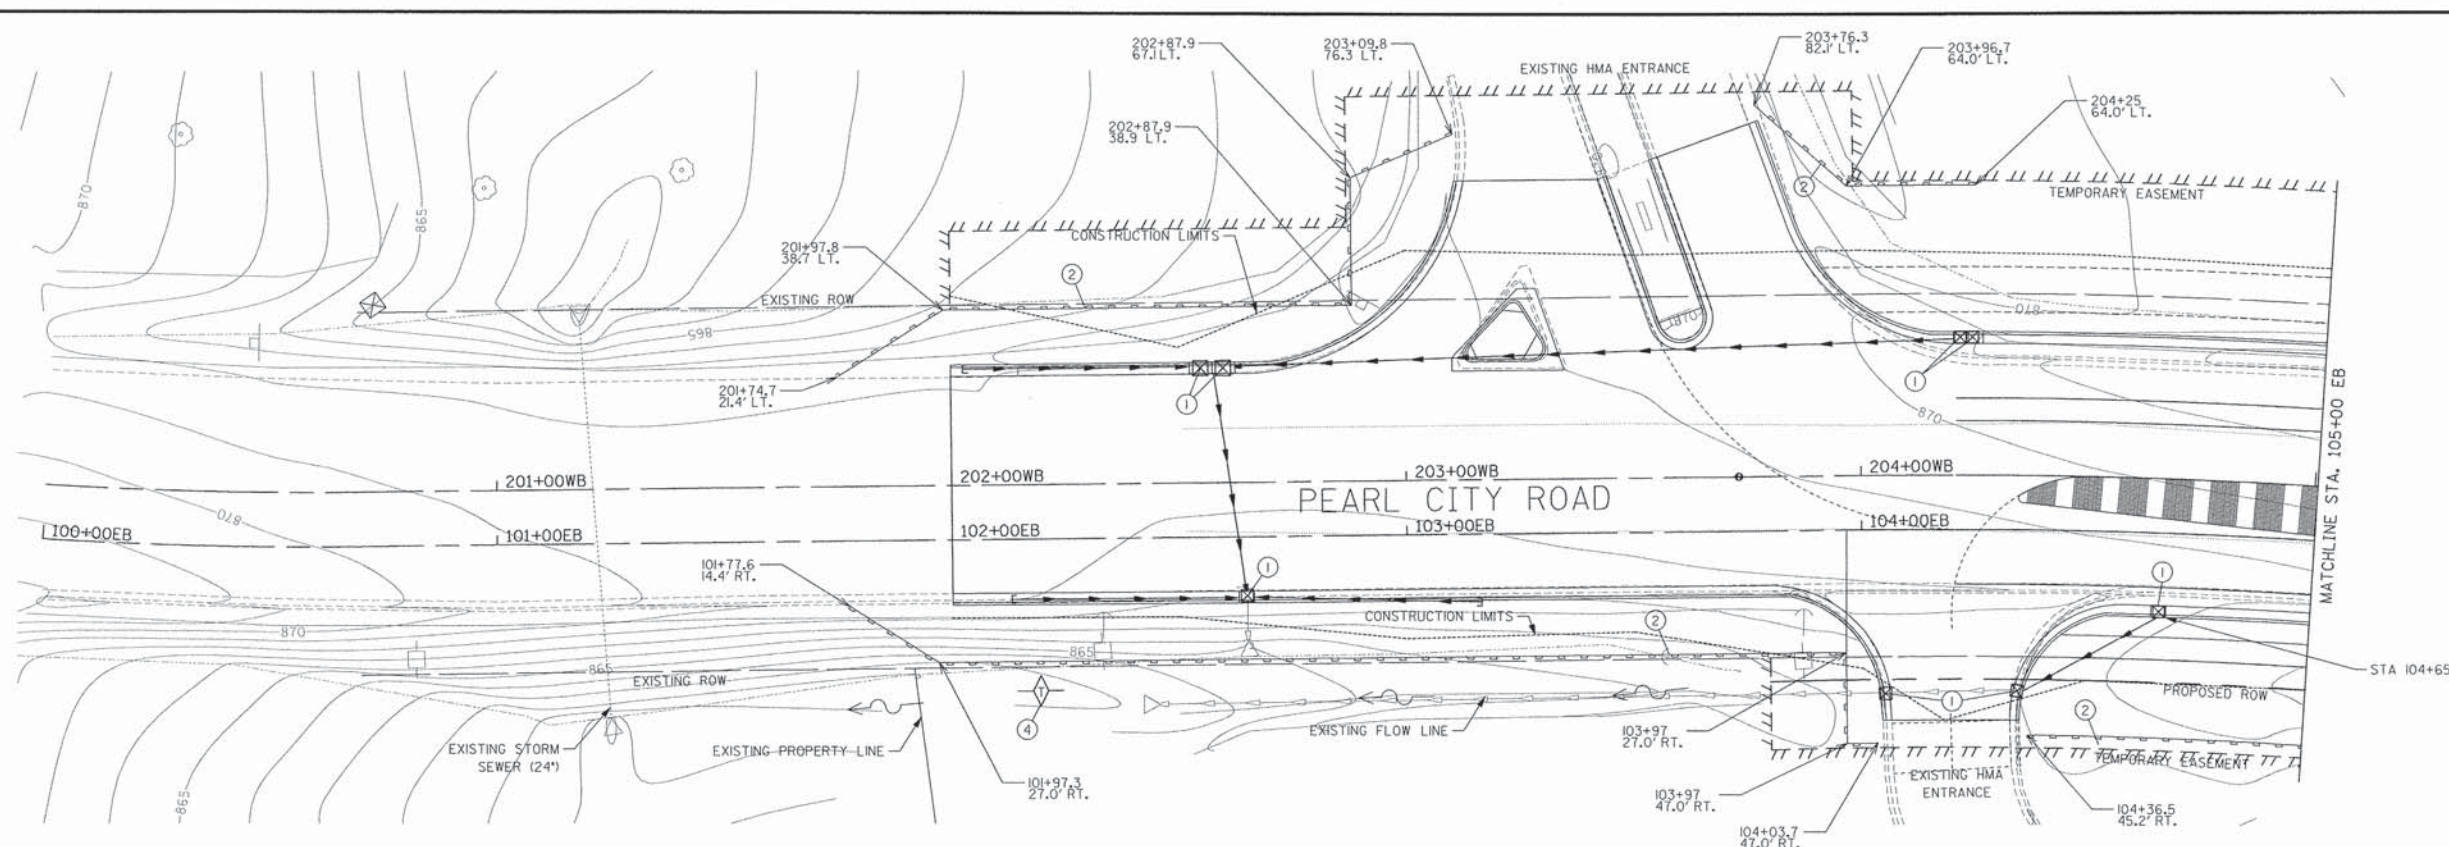 202+87.9
67.1 LT.
203+09.8
76.3 LT.
EXISTING HMA ENTRANCE
203+76.3
82.1' LT.
203+96.7
64.0' LT.
204+25
64.0' LT.
202+87.9
38.9 LT.
870
865
TEMPORARY EASEMENT
201+97.8
38.7 LT.
CONSTRUCTION LIMITS
2
2
EXISTING ROW
865
870
870
201+74.7
21.4' LT.
1
1
870
MATCHLINE STA. 105+00 EB
201+00WB
202+00WB
203+00WB
204+00WB
PEARL CITY ROAD
870
100+00EB
101+00EB
102+00EB
103+00EB
104+00EB
101+77.6
14.4' RT.
1
1
870
CONSTRUCTION LIMITS
2
865
865
EXISTING ROW
STA 104+65
PROPOSED ROW
T
4
1
2
EXISTING STORM
SEWER (24")
EXISTING PROPERTY LINE
EXISTING FLOW LINE
103+97
27.0' RT.
TEMPORARY EASEMENT
EXISTING HMA
ENTRANCE
101+97.3
27.0' RT.
103+97
47.0' RT.
104+36.5
45.2' RT.
865
104+03.7
47.0' RT.